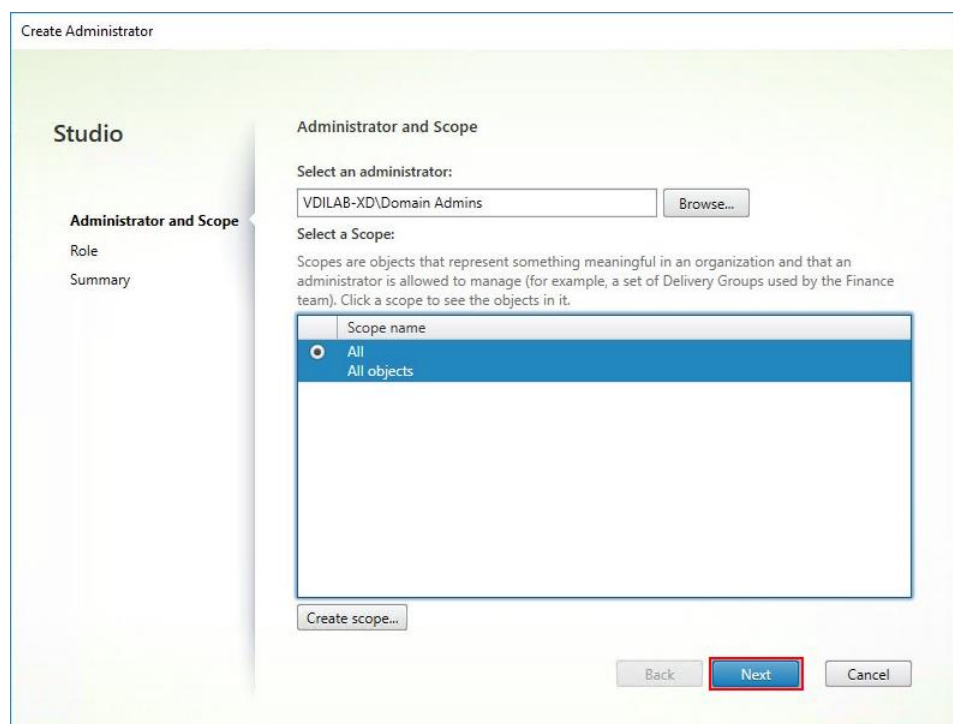 Create Administrator
Studio
Administrator and Scope
Role
Summary
Administrator and Scope
Select an administrator:
VDILAB-XD\Domain Admins
Browse...
Select a Scope:
Scopes are objects that represent something meaningful in an organization and that an
administrator is allowed to manage (for example, a set of Delivery Groups used by the Finance
team). Click a scope to see the objects in it.
Scope name
All
All objects
Create scope...
Back
Next
Cancel